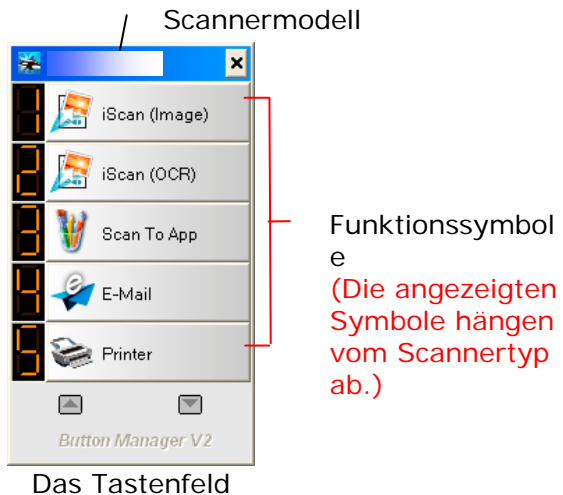 Scannermodell
1 iScan (Image)
2 iScan (OCR)
3 Scan To App
4 E-Mail
5 Printer
Button Manager V2
Funktionssymbol
e
(Die angezeigten
Symbole hängen
vom Scannertyp
ab.)
Das Tastenfeld